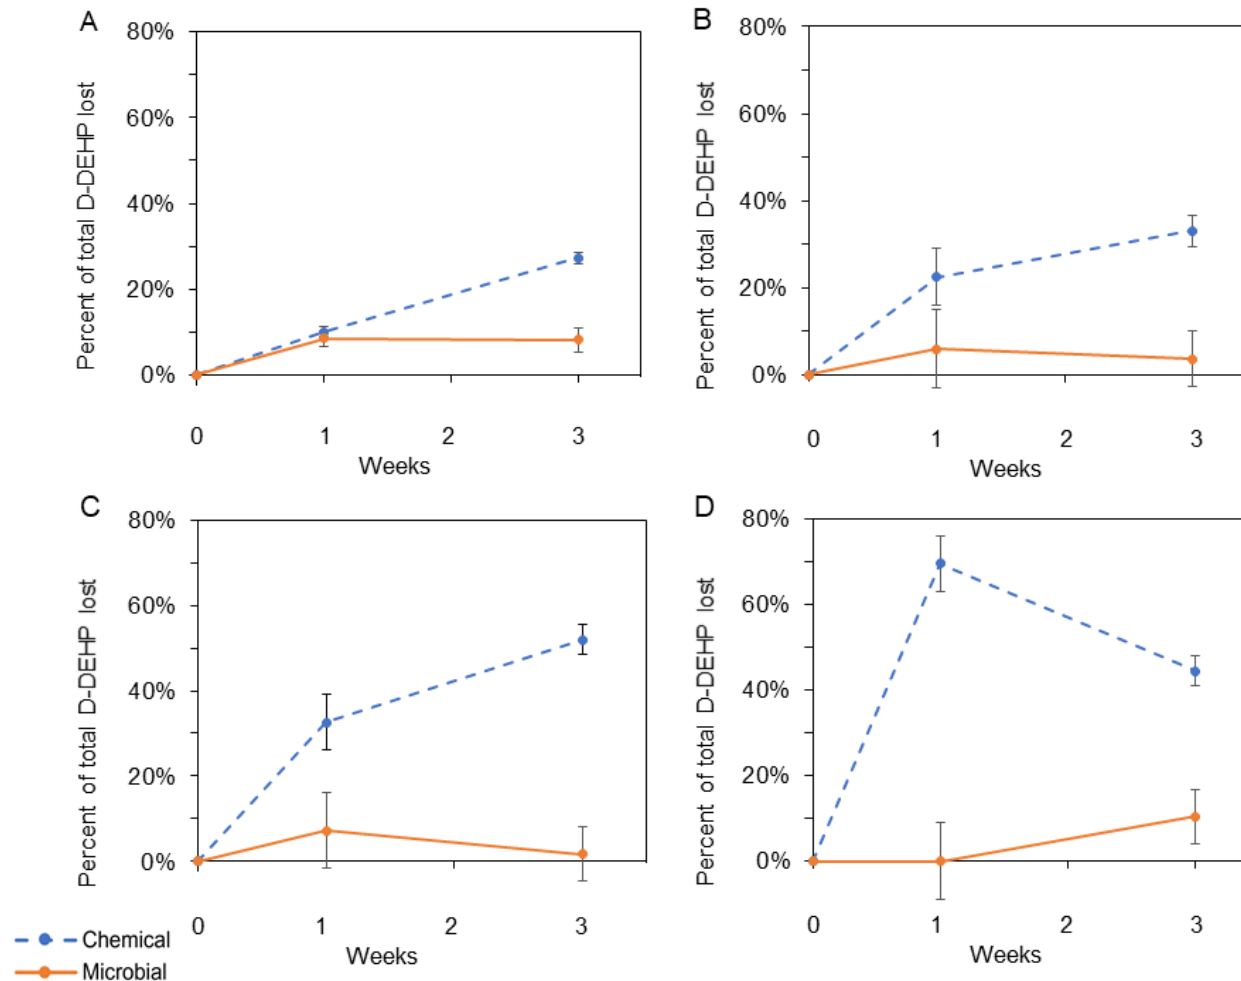 A
Percent of total D-DEHP lost
80%
60%
40%
20%
0%
0 1 2 3
Weeks
B
Percent of total D-DEHP lost
80%
60%
40%
20%
0%
0 1 2 3
Weeks
C
Percent of total D-DEHP lost
80%
60%
40%
20%
0%
0 1 2 3
Weeks
D
Percent of total D-DEHP lost
80%
60%
40%
20%
0%
0 1 2 3
Weeks
Chemical
Microbial